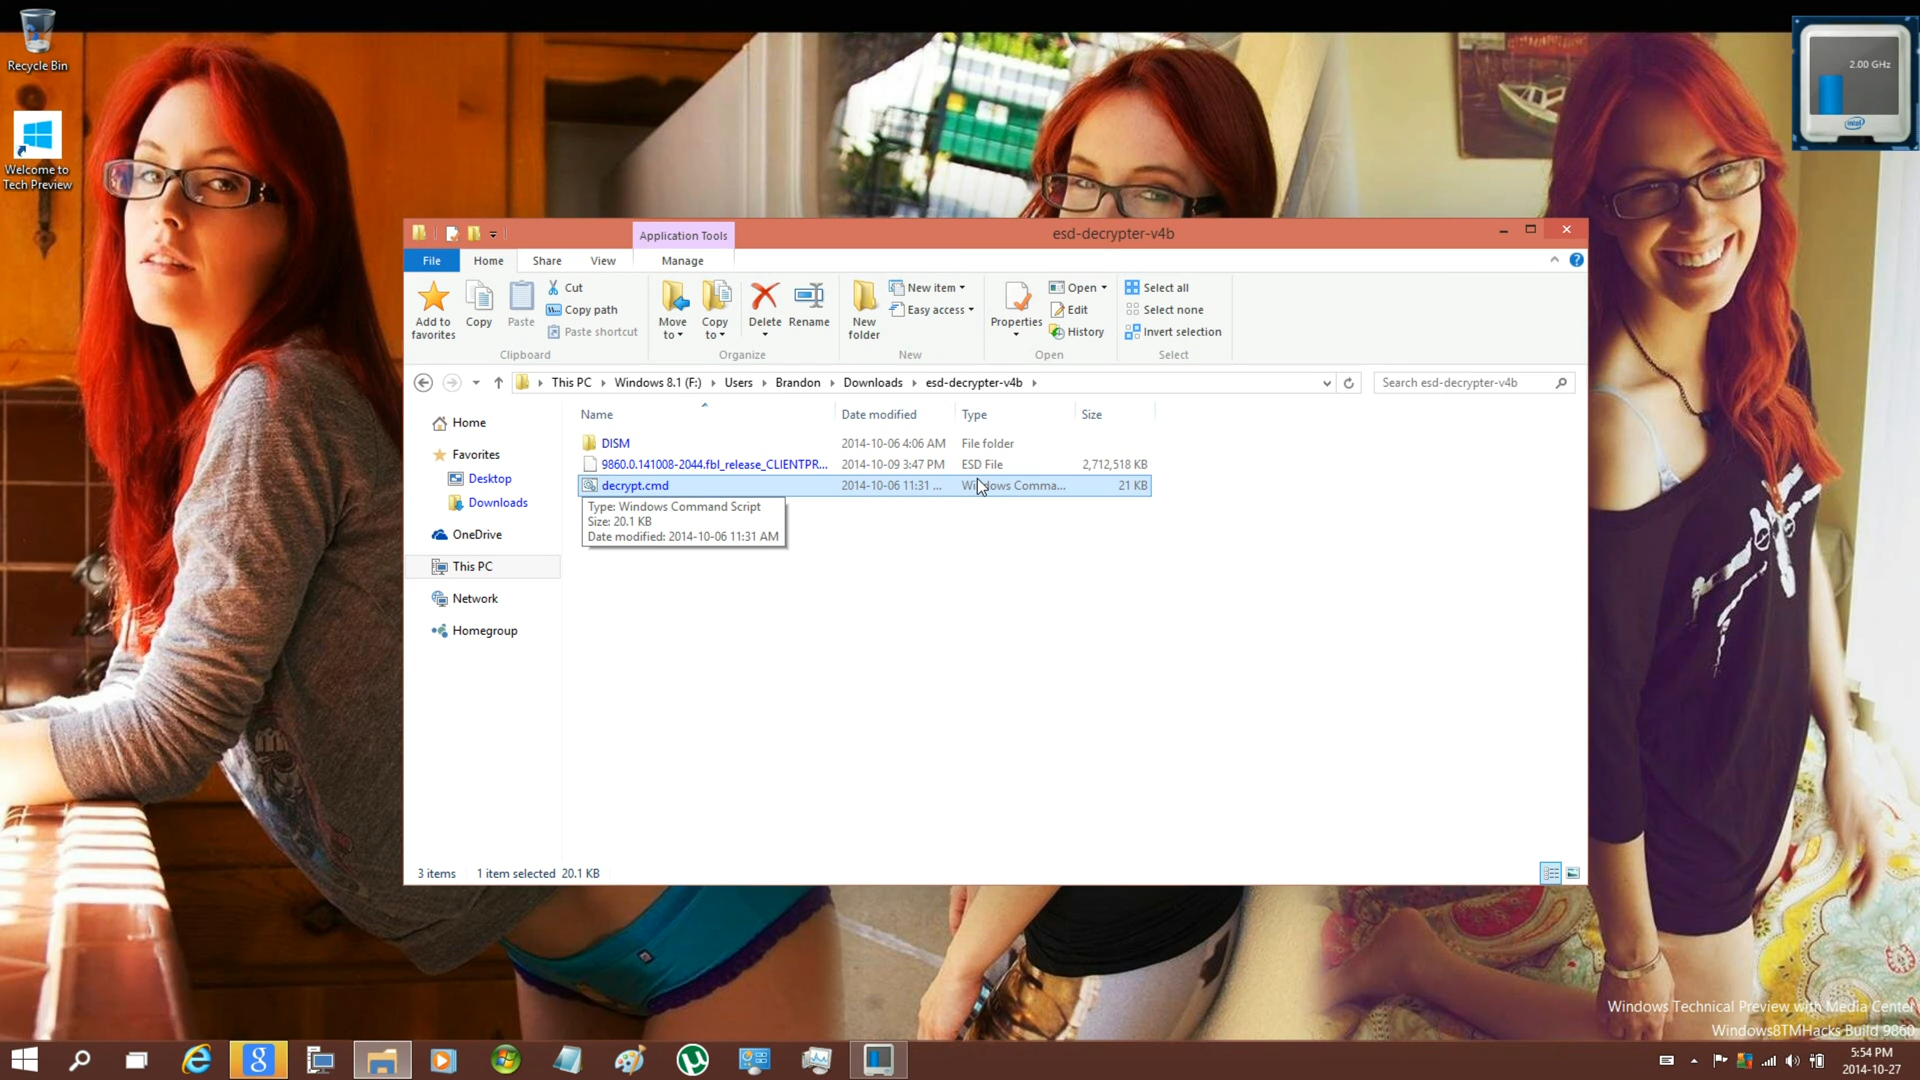 Recycle Bin
Welcome to
Tech Preview
2.00 GHz
intel
Application Tools
esd-decrypter-v4b
File
Home
Share
View
Manage
Add to
favorites
Copy
Paste
Cut
Copy path
Paste shortcut
Clipboard
Move
to
Copy
to
Delete
Rename
Organize
New
folder
New item
Easy access
New
Properties
Open
Edit
History
Open
Select all
Select none
Invert selection
Select
This PC
Windows 8.1 (F:)
Users
Brandon
Downloads
esd-decrypter-v4b
Search esd-decrypter-v4b
Name
Date modified
Type
Size
DISM
2014-10-06 4:06 AM
File folder
9860.0.141008-2044.fbl_release_CLIENTPR...
2014-10-09 3:47 PM
ESD File
2,712,518 KB
decrypt.cmd
2014-10-06 11:31 ...
Windows Comma...
21 KB
Type: Windows Command Script
Size: 20.1 KB
Date modified: 2014-10-06 11:31 AM
Home
Favorites
Desktop
Downloads
OneDrive
This PC
Network
Homegroup
3 items
1 item selected 20.1 KB
Windows Technical Preview with Media Center
Windows8TMHacks Build 9860
5:54 PM
2014-10-27